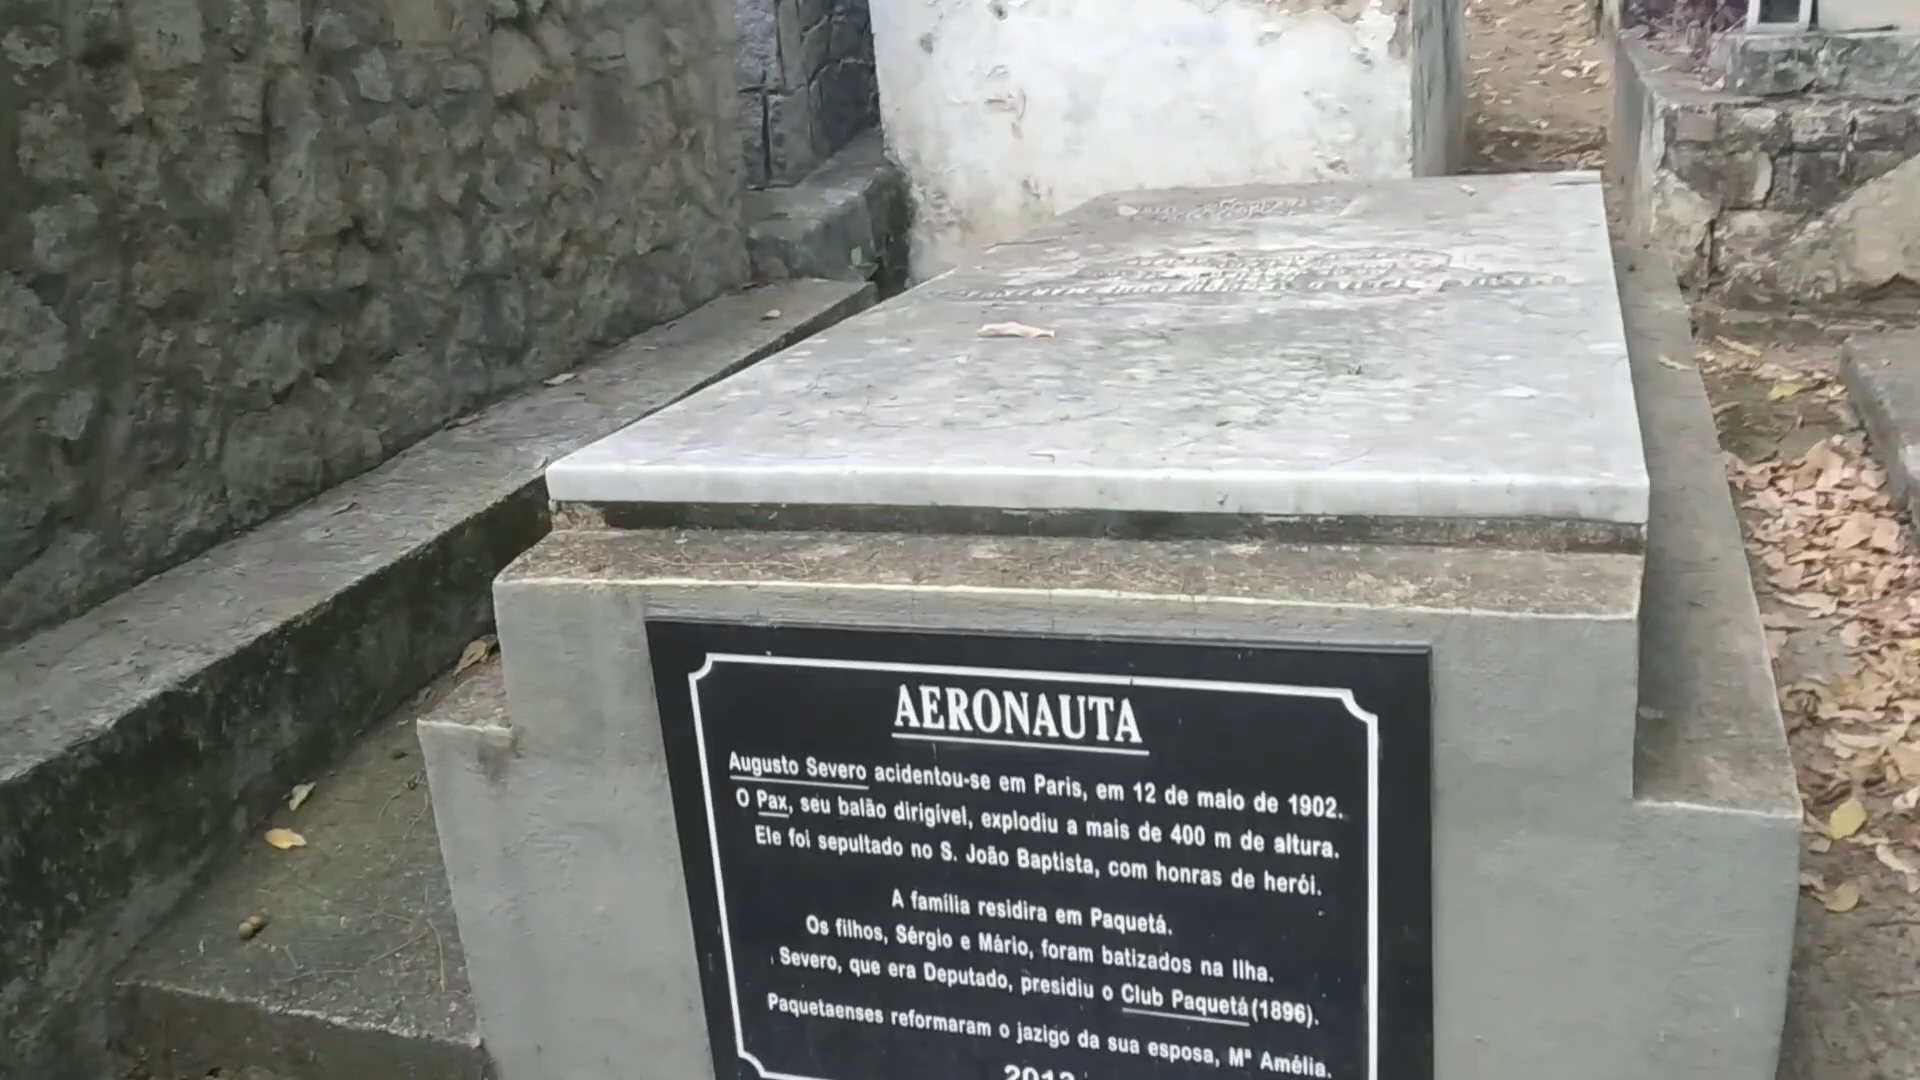 AERONAUTA
Augusto Severo acidentou-se em Paris, em 12 de maio de 1902.
O Pax, seu balão dirigível, explodiu a mais de 400 m de altura.
Ele foi sepultado no S. João Baptista, com honras de herói.
A família residira em Paquetá.
Os filhos, Sérgio e Mário, foram batizados na Ilha.
Severo, que era Deputado, presidiu o Club Paquetá (1896).
Paquetaenses reformaram o jazigo da sua esposa, Mª Amélia.